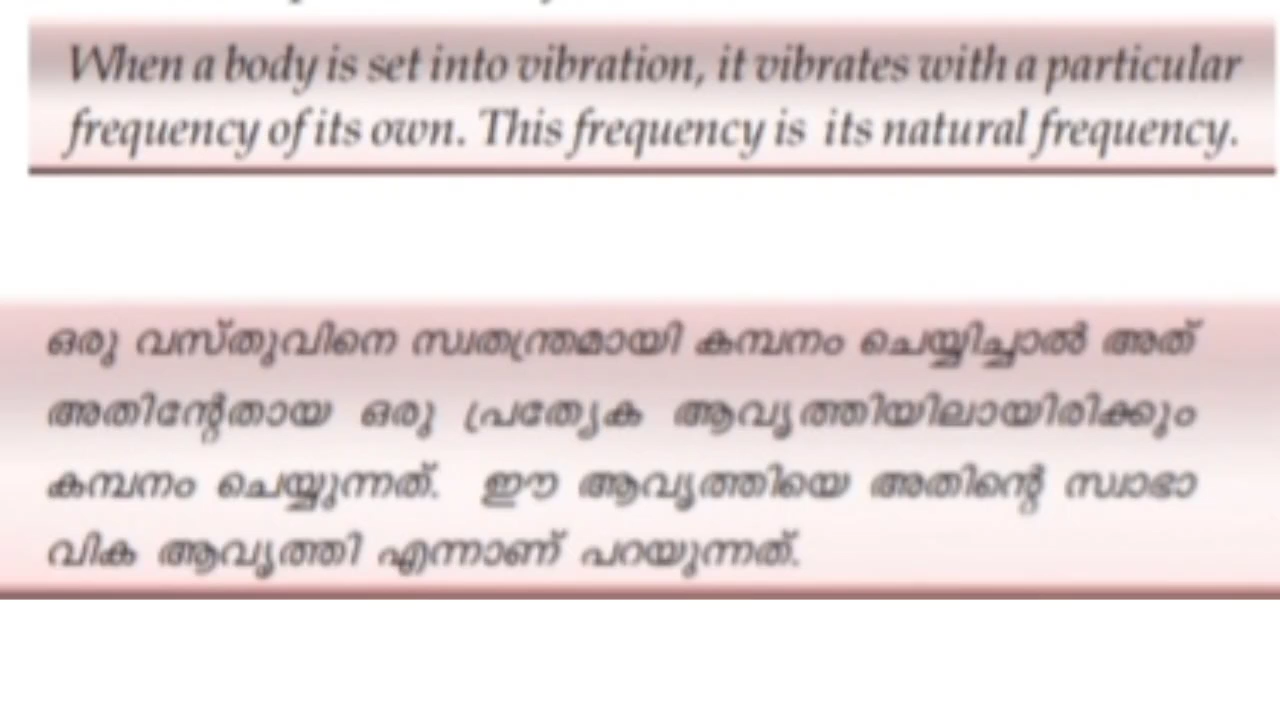 When a body is set into vibration, it vibrates with a particular
frequency of its own. This frequency is its natural frequency.
ഒരു വസ്തുവിനെ സ്വതന്ത്രമായി കമ്പനം ചെയ്യിച്ചാൽ അത്
അതിന്റേതായ ഒരു പ്രത്യേക ആവൃത്തിയിലായിരിക്കും
കമ്പനം ചെയ്യുന്നത്. ഈ ആവൃത്തിയെ അതിന്റെ സ്വാഭാ
വിക ആവൃത്തി എന്നാണ് പറയുന്നത്.